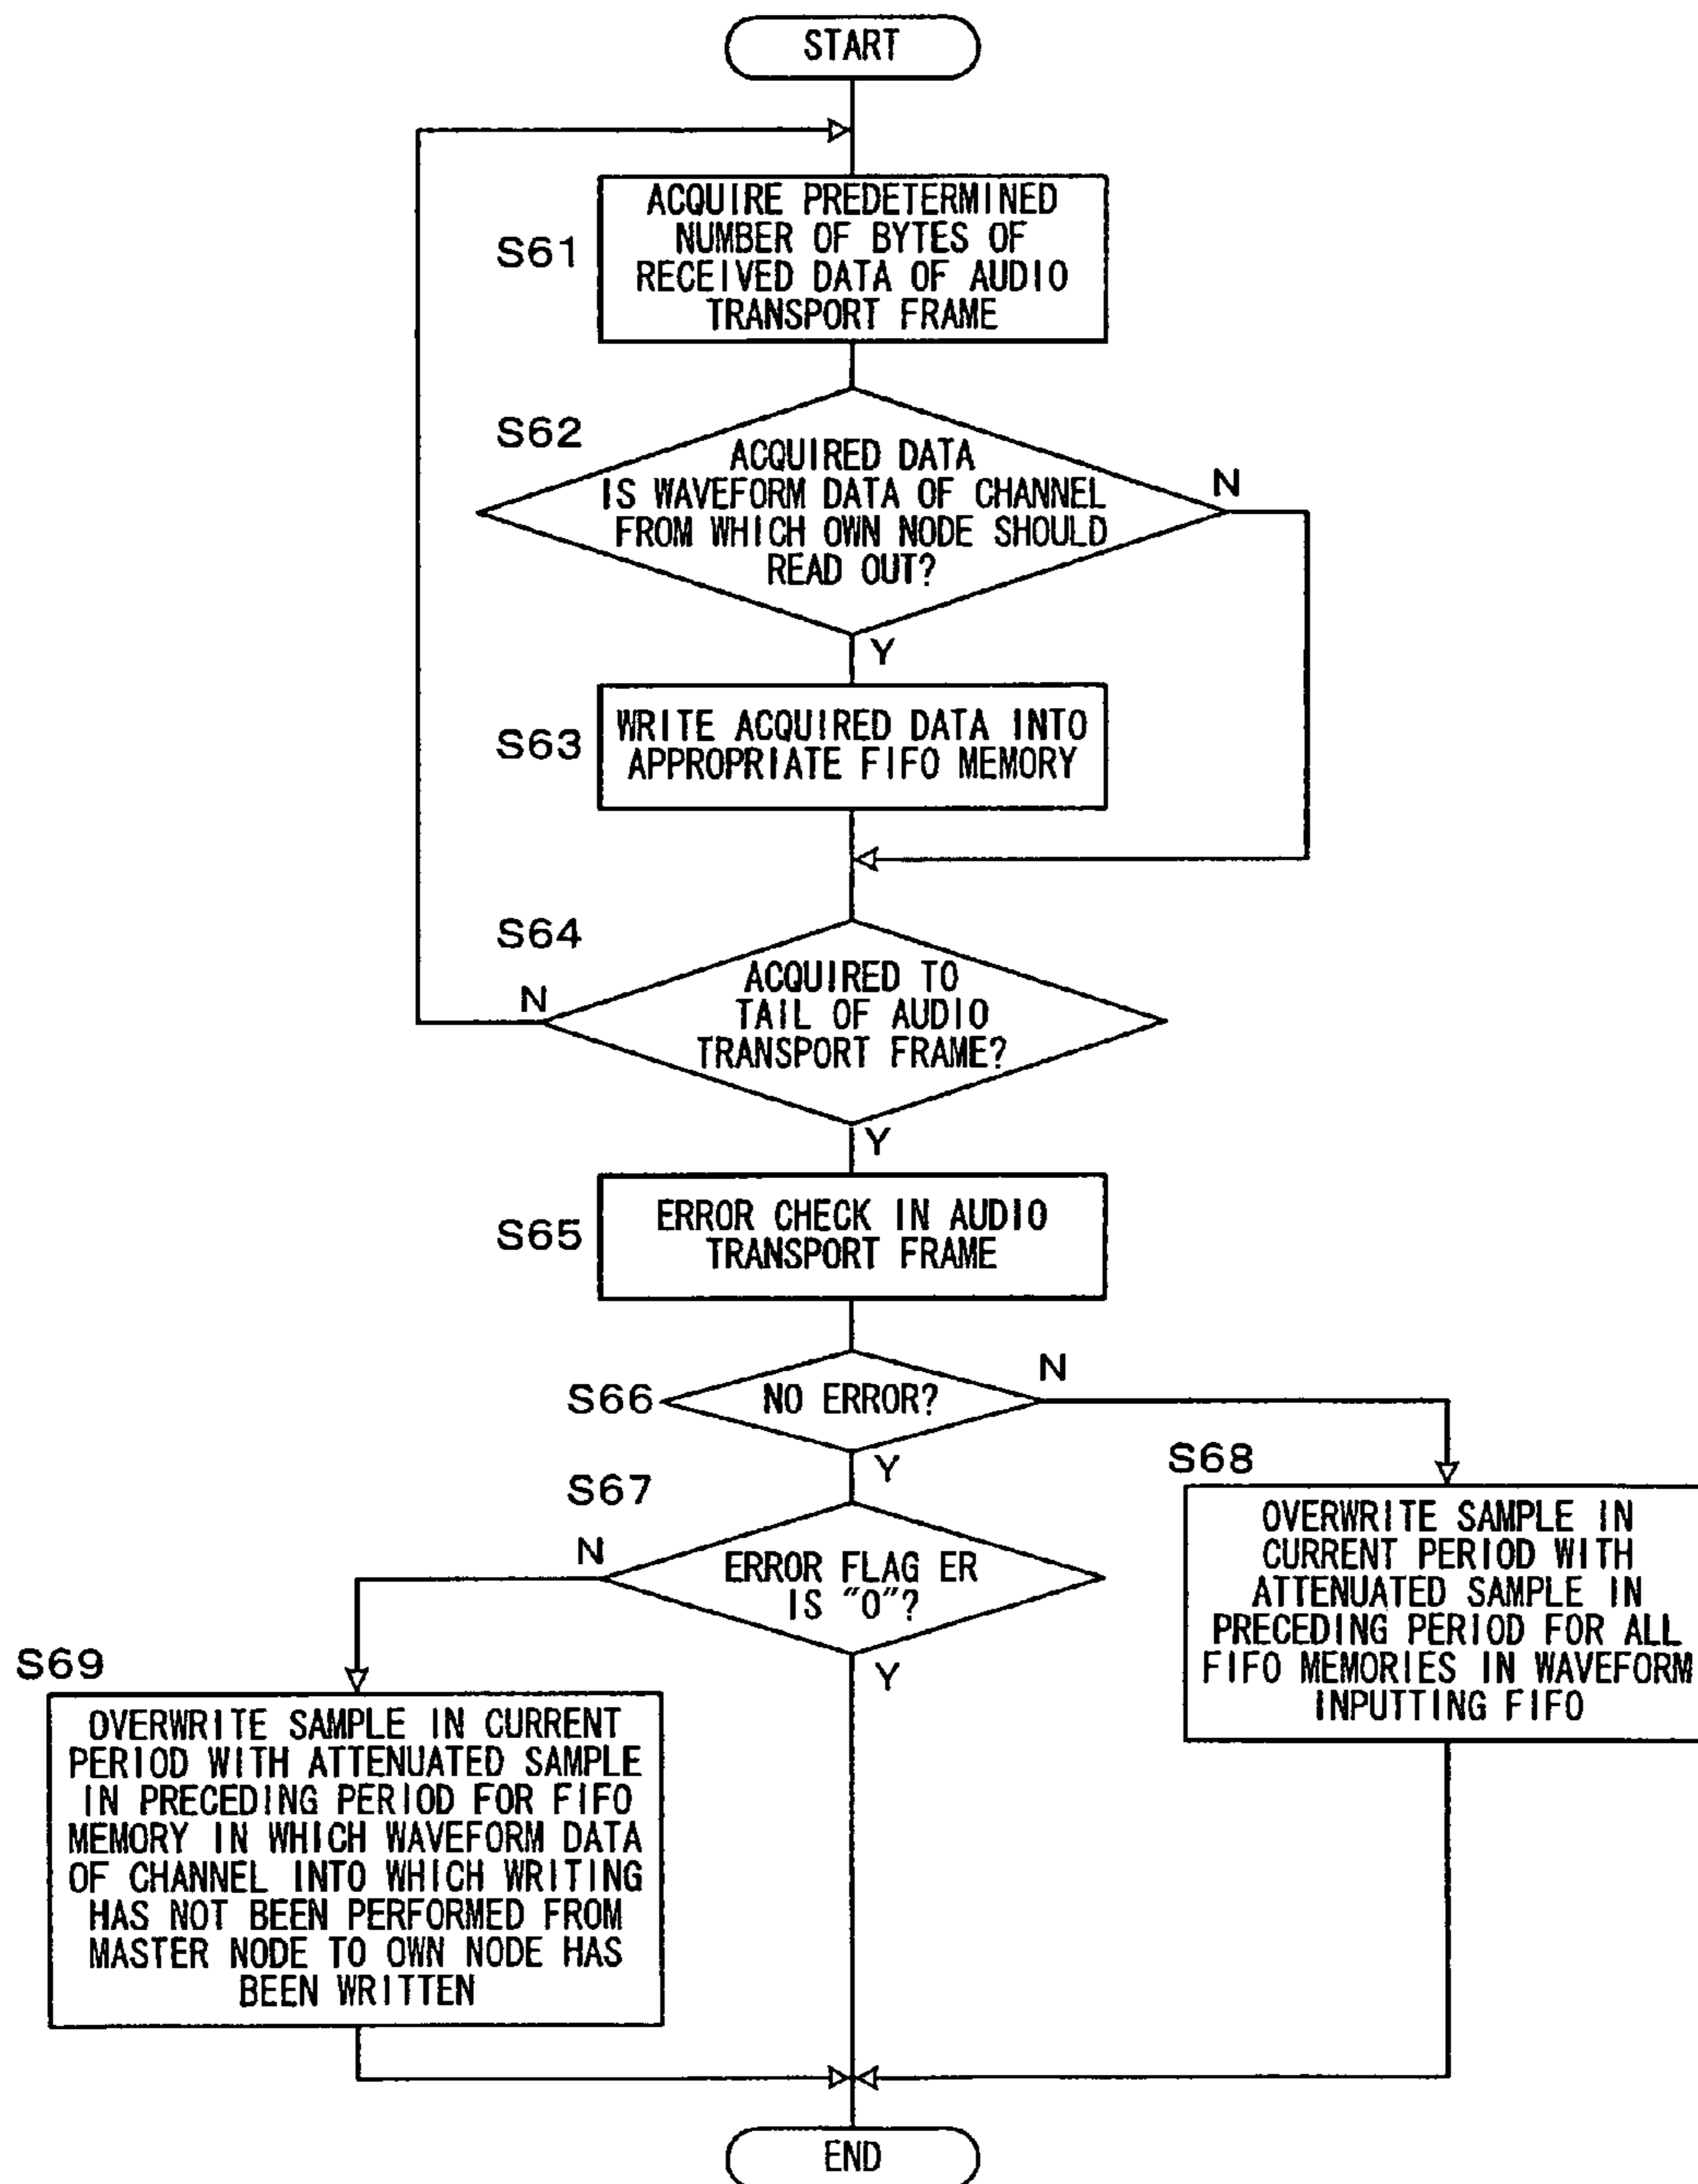 START
S61
ACQUIRE PREDETERMINED
NUMBER OF BYTES OF
RECEIVED DATA OF AUDIO
TRANSPORT FRAME
S62
ACQUIRED DATA
IS WAVEFORM DATA OF CHANNEL
FROM WHICH OWN NODE SHOULD
READ OUT?
N
Y
S63
WRITE ACQUIRED DATA INTO
APPROPRIATE FIFO MEMORY
S64
ACQUIRED TO
TAIL OF AUDIO
TRANSPORT FRAME?
N
Y
S65
ERROR CHECK IN AUDIO
TRANSPORT FRAME
S66
NO ERROR?
N
Y
S67
ERROR FLAG ER
IS "0"?
N
Y
S68
OVERWRITE SAMPLE IN
CURRENT PERIOD WITH
ATTENUATED SAMPLE IN
PRECEDING PERIOD FOR ALL
FIFO MEMORIES IN WAVEFORM
INPUTTING FIFO
S69
OVERWRITE SAMPLE IN CURRENT
PERIOD WITH ATTENUATED SAMPLE
IN PRECEDING PERIOD FOR FIFO
MEMORY IN WHICH WAVEFORM DATA
OF CHANNEL INTO WHICH WRITING
HAS NOT BEEN PERFORMED FROM
MASTER NODE TO OWN NODE HAS
BEEN WRITTEN
END